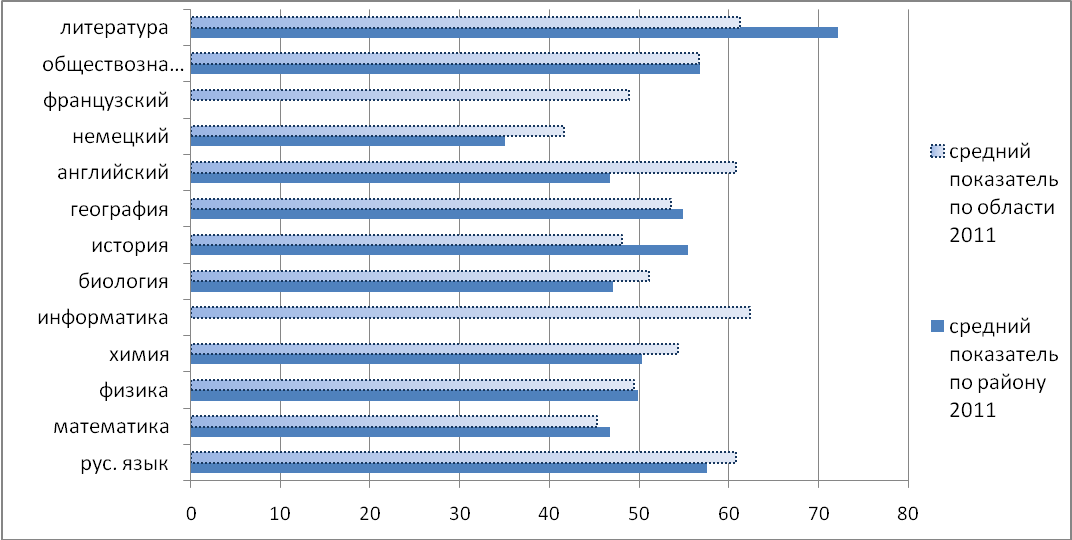 литература
обществозна...
французский
немецкий
английский
география
история
биология
информатика
химия
физика
математика
рус. язык
0 10 20 30 40 50 60 70 80
средний
показатель
по области
2011
средний
показатель
по району
2011